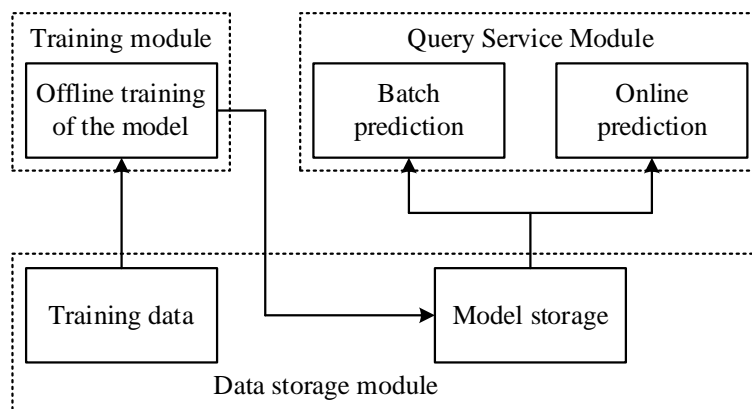 Training module
Offline training
of the model
Query Service Module
Batch
prediction
Online
prediction
Training data
Model storage
Data storage module